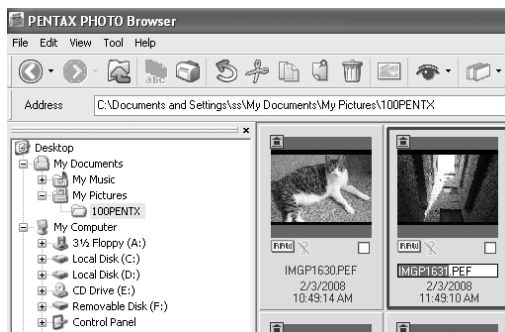 PENTAX PHOTO Browser
File Edit View Tool Help
abc
Address C:\Documents and Settings\ss\My Documents\My Pictures\100PENTX
Desktop
My Documents
My Music
My Pictures
100PENTX
My Computer
3½ Floppy (A:)
Local Disk (C:)
Local Disk (D:)
CD Drive (E:)
Removable Disk (F:)
Control Panel
RAW
IMGP1630.PEF
2/3/2008
10:49:14 AM
RAW
IMGP1631.PEF
2/3/2008
11:49:10 AM